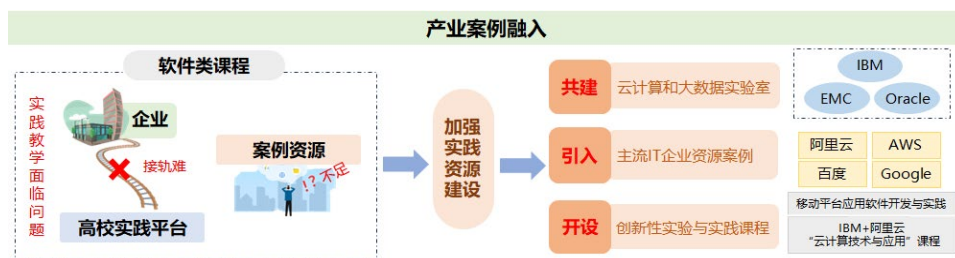 产业案例融入
软件类课程
实践教学面临问题
企业
接轨难
高校实践平台
案例资源
!?不足
加强
实践
资源
建设
共建
云计算和大数据实验室
引入
主流IT企业资源案例
开设
创新性实验与实践课程
IBM
EMC
Oracle
阿里云
AWS
百度
Google
移动平台应用软件开发与实践
IBM+阿里云
“云计算技术与应用”课程